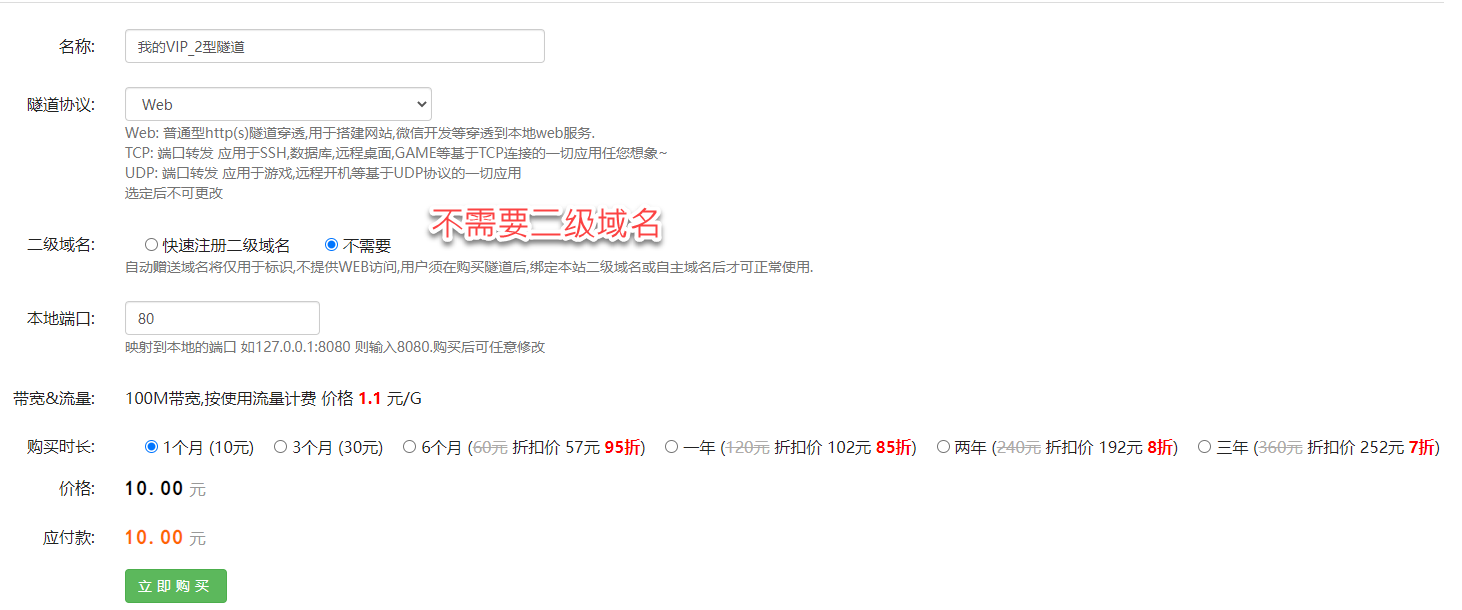 名称: 我的VIP_2型隧道
隧道协议: Web
Web: 普通型http(s)隧道穿透,用于搭建网站,微信开发等穿透到本地web服务.
TCP: 端口转发 应用于SSH,数据库,远程桌面,GAME等基于TCP连接的一切应用任您想象~
UDP: 端口转发 应用于游戏,远程开机等基于UDP协议的一切应用
选定后不可更改
不需要二级域名
二级域名: 快速注册二级域名 不需要
自动赠送域名将仅用于标识,不提供WEB访问,用户须在购买隧道后,绑定本站二级域名或自主域名后才可正常使用.
本地端口: 80
映射到本地的端口 如127.0.0.1:8080 则输入8080.购买后可任意修改
带宽&流量: 100M带宽,按使用流量计费 价格 1.1 元/G
购买时长: 1个月 (10元) 3个月 (30元) 6个月 (60元 折扣价 57元 95折) 一年 (120元 折扣价 102元 85折) 两年 (240元 折扣价 192元 8折) 三年 (360元 折扣价 252元 7折)
价格: 10.00 元
应付款: 10.00 元
立即购买